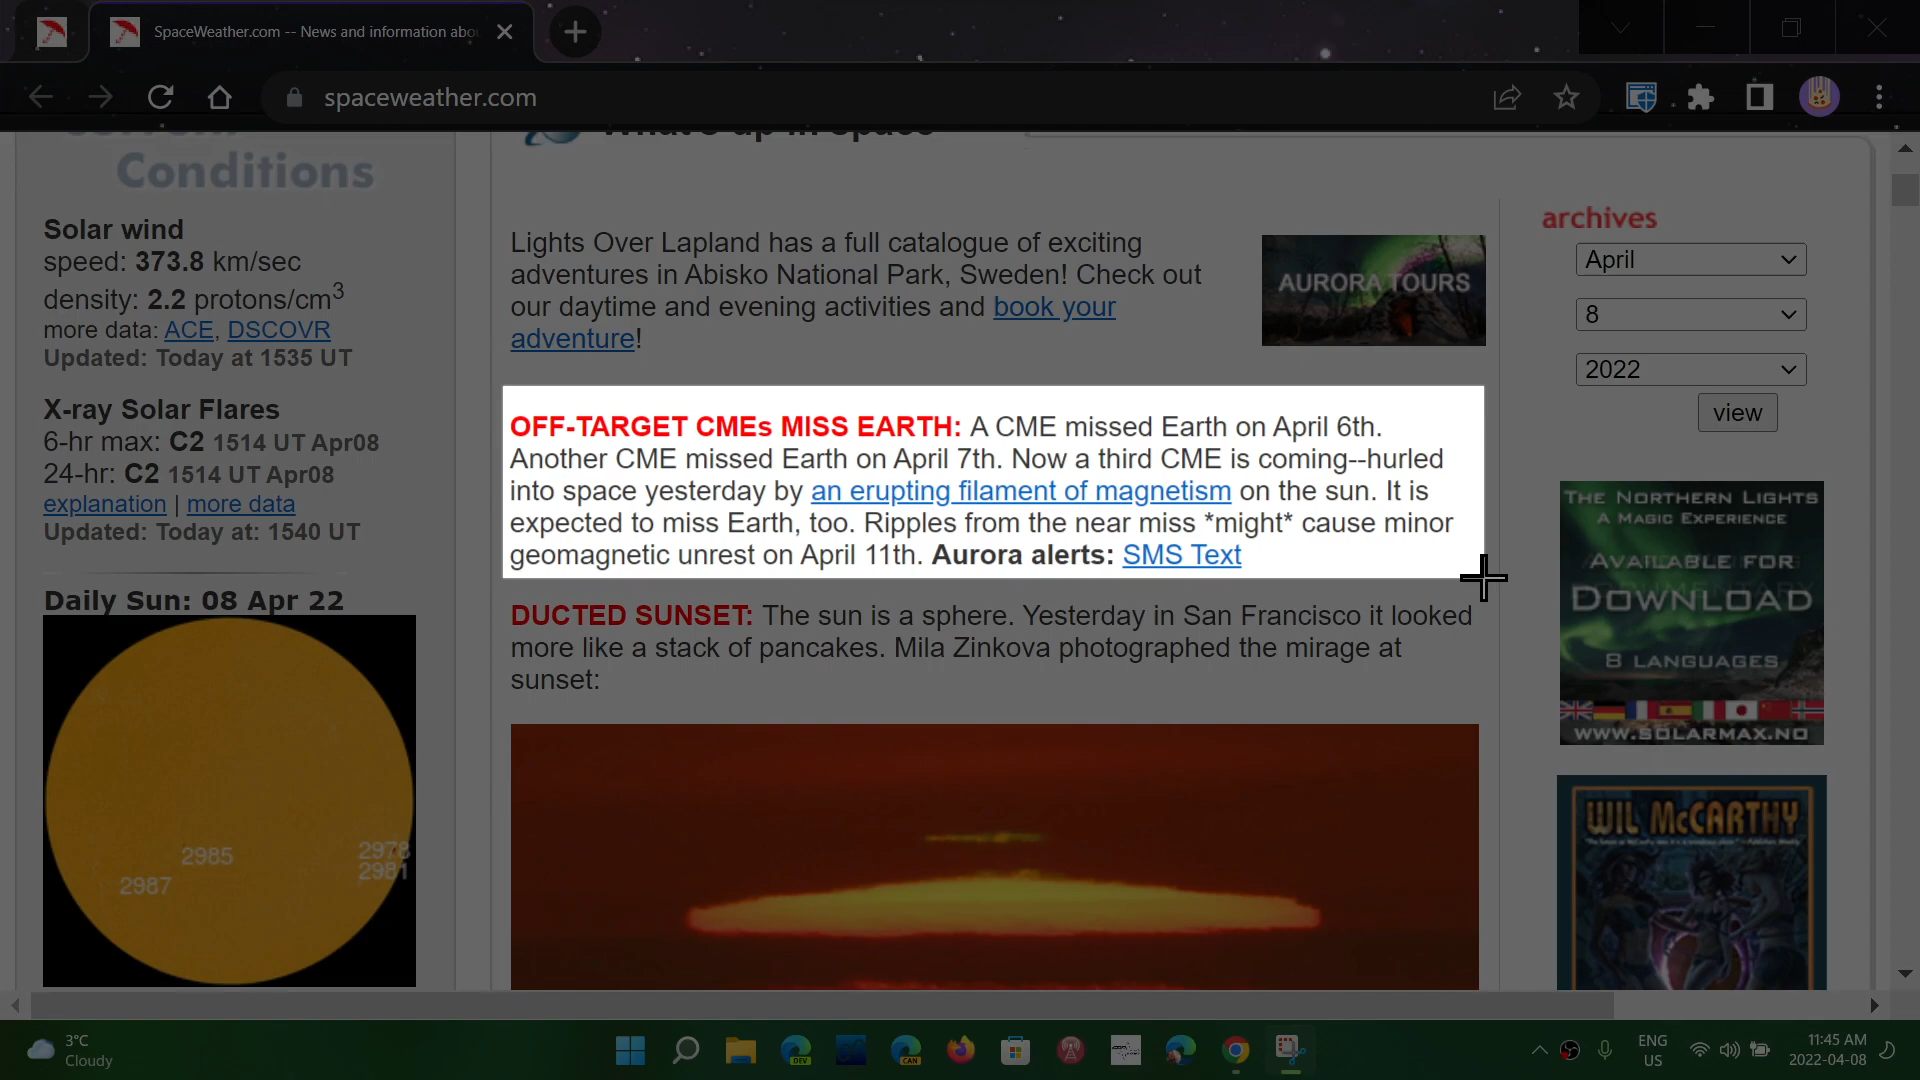 SpaceWeather.com -- News and information abou
spaceweather.com
What's up in Space
Conditions
Solar wind
speed: 373.8 km/sec
density: 2.2 protons/cm3
more data: ACE, DSCOVR
Updated: Today at 1535 UT
X-ray Solar Flares
6-hr max: C2 1514 UT Apr08
24-hr: C2 1514 UT Apr08
explanation | more data
Updated: Today at: 1540 UT
Daily Sun: 08 Apr 22
2985
2987
2978
2981
Lights Over Lapland has a full catalogue of exciting
adventures in Abisko National Park, Sweden! Check out
our daytime and evening activities and book your
adventure!
AURORA TOURS
OFF-TARGET CMEs MISS EARTH: A CME missed Earth on April 6th.
Another CME missed Earth on April 7th. Now a third CME is coming--hurled
into space yesterday by an erupting filament of magnetism on the sun. It is
expected to miss Earth, too. Ripples from the near miss *might* cause minor
geomagnetic unrest on April 11th. Aurora alerts: SMS Text
DUCTED SUNSET: The sun is a sphere. Yesterday in San Francisco it looked
more like a stack of pancakes. Mila Zinkova photographed the mirage at
sunset:
archives
April
8
2022
view
THE NORTHERN LIGHTS
A MAGIC EXPERIENCE
AVAILABLE FOR
DOWNLOAD
8 LANGUAGES
WWW.SOLARMAX.NO
WIL McCARTHY
3°C
Cloudy
DEV
CAN
ENG
US
11:45 AM
2022-04-08